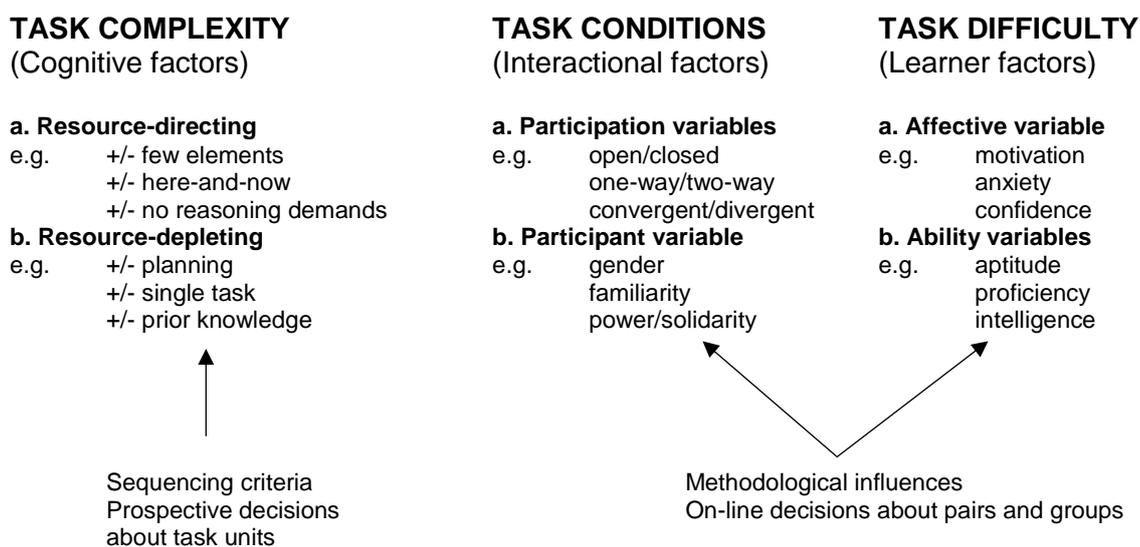 TASK COMPLEXITY
(Cognitive factors)
a. Resource-directing
e.g. +/- few elements
+/- here-and-now
+/- no reasoning demands
b. Resource-depleting
e.g. +/- planning
+/- single task
+/- prior knowledge
Sequencing criteria
Prospective decisions
about task units
TASK CONDITIONS
(Interactional factors)
a. Participation variables
e.g. open/closed
one-way/two-way
convergent/divergent
b. Participant variable
e.g. gender
familiarity
power/solidarity
TASK DIFFICULTY
(Learner factors)
a. Affective variable
e.g. motivation
anxiety
confidence
b. Ability variables
e.g. aptitude
proficiency
intelligence
Methodological influences
On-line decisions about pairs and groups